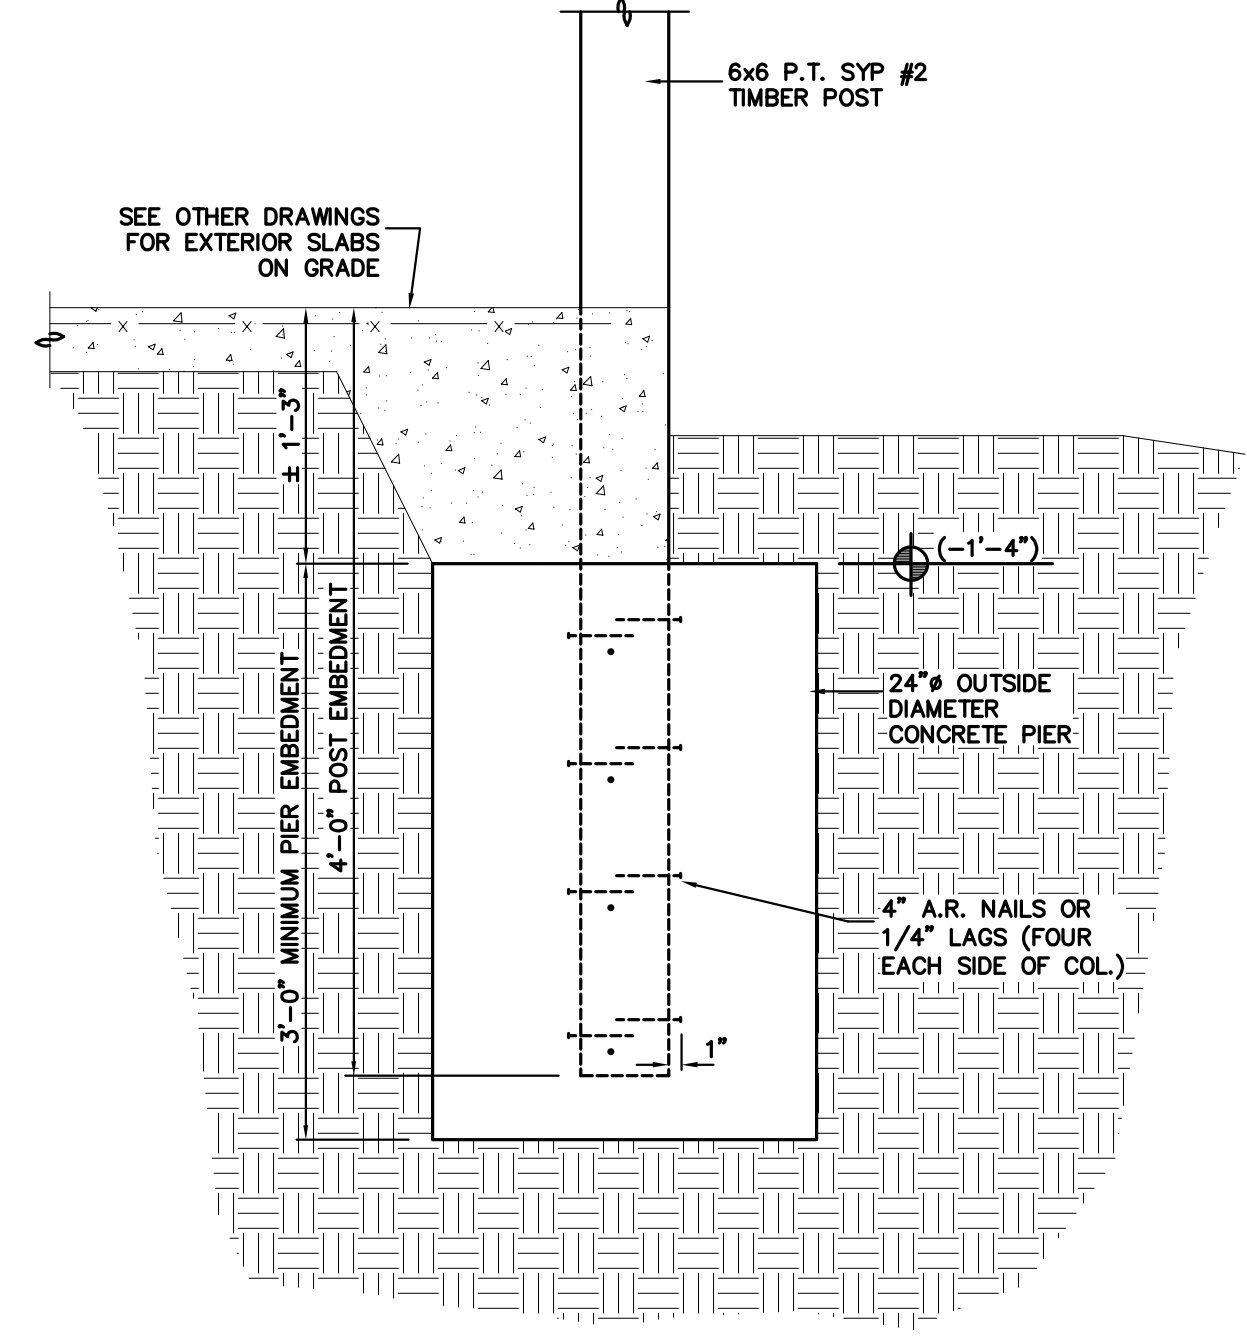 6x6 P.T. SYP #2
TIMBER POST
SEE OTHER DRAWINGS
FOR EXTERIOR SLABS
ON GRADE
X X X X
± 1'-3"
(-1'-4")
3'-0" MINIMUM PIER EMBEDMENT
4'-0" POST EMBEDMENT
24"ø OUTSIDE
DIAMETER
CONCRETE PIER
4" A.R. NAILS OR
1/4" LAGS (FOUR
EACH SIDE OF COL.)
1"